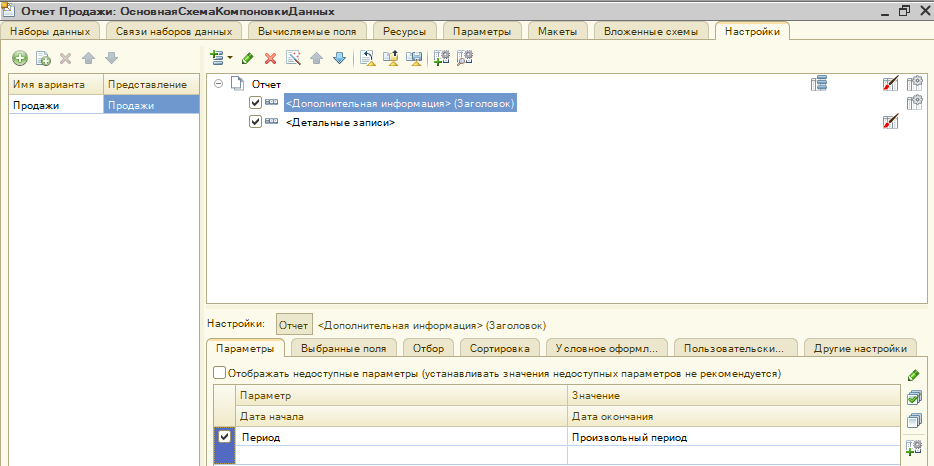 Отчет Продажи: ОсновнаяСхемаКомпоновкиДанных
Наборы данных Связи наборов данных Вычисляемые поля Ресурсы Параметры Макеты Вложенные схемы Настройки
Имя варианта Представление
Продажи Продажи
Отчет
<Дополнительная информация> (Заголовок)
<Детальные записи>
Настройки: Отчет <Дополнительная информация> (Заголовок)
Параметры Выбранные поля Отбор Сортировка Условное оформл... Пользовательски... Другие настройки
Отображать недоступные параметры (устанавливать значения недоступных параметров не рекомендуется)
Параметр Значение
Дата начала Дата окончания
Период Произвольный период